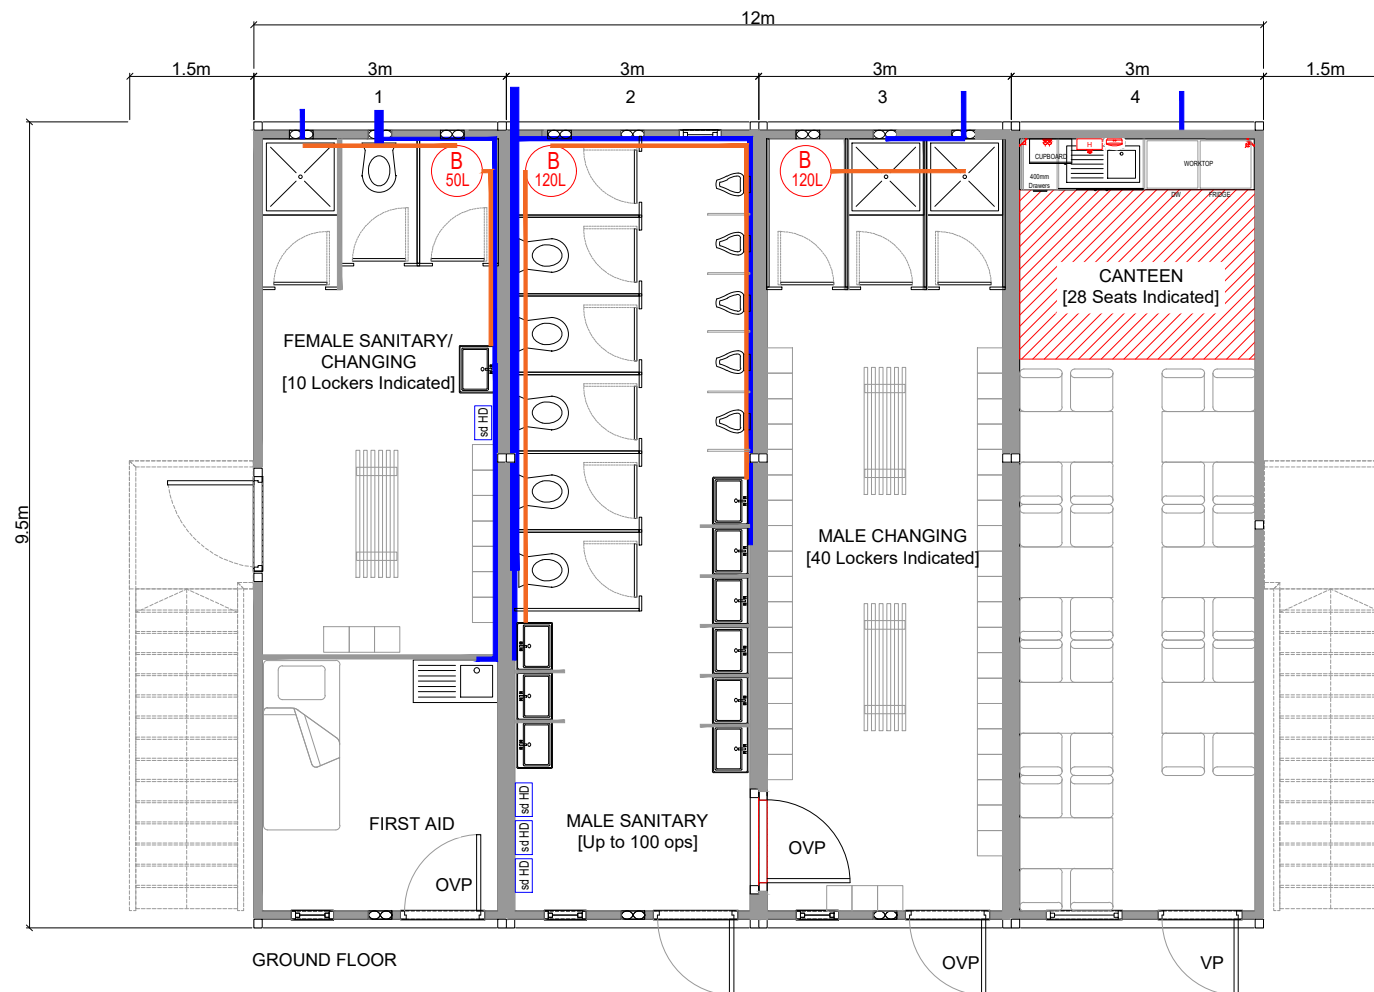 12m
1.5m
3m
3m
3m
3m
1.5m
1
2
3
4
9.5m
B
50L
B
120L
B
120L
CUPBOARD
400mm
Drawers
H
WORKTOP
DW
FRIDGE
CANTEEN
[28 Seats Indicated]
FEMALE SANITARY/
CHANGING
[10 Lockers Indicated]
sd HD
MALE CHANGING
[40 Lockers Indicated]
sd HD
sd HD
sd HD
FIRST AID
MALE SANITARY
[Up to 100 ops]
OVP
OVP
GROUND FLOOR
OVP
VP